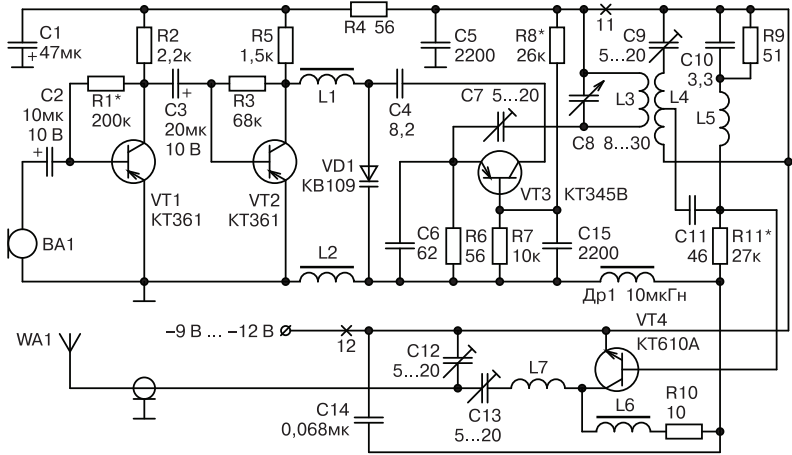 R4 56
11
C1
47мк
+
R2
2,2к
R5
1,5к
C5
2200
R8*
26к
C9
5...20
C10
3,3
R9
51
C2
10мк
10 В
+
R1*
200к
C3
20мк
10 В
+
R3
68к
L1
C4
8,2
C7 5...20
L3
L4
L5
C8 8...30
VT1
КТ361
VT2
КТ361
VD1
КВ109
VT3
КТ345В
BA1
L2
C6
62
R6
56
R7
10к
C15
2200
C11
46
R11*
27к
Др1 10мкГн
WA1
–9 В ... –12 В
12
VT4
КТ610А
C12
5...20
L7
C14
0,068мк
C13
5...20
L6
R10
10